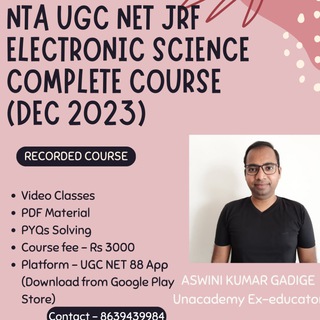 NTA UGC NET JRF
ELECTRONIC SCIENCE
COMPLETE COURSE
(DEC 2023)
RECORDED COURSE
• Video Classes
• PDF Material
• PYQs Solving
• Course fee – Rs 3000
• Platform – UGC NET 88 App
(Download from Google Play
Store)
Contact – 8639439984
ASWINI KUMAR GADIGE
Unacademy Ex-educator